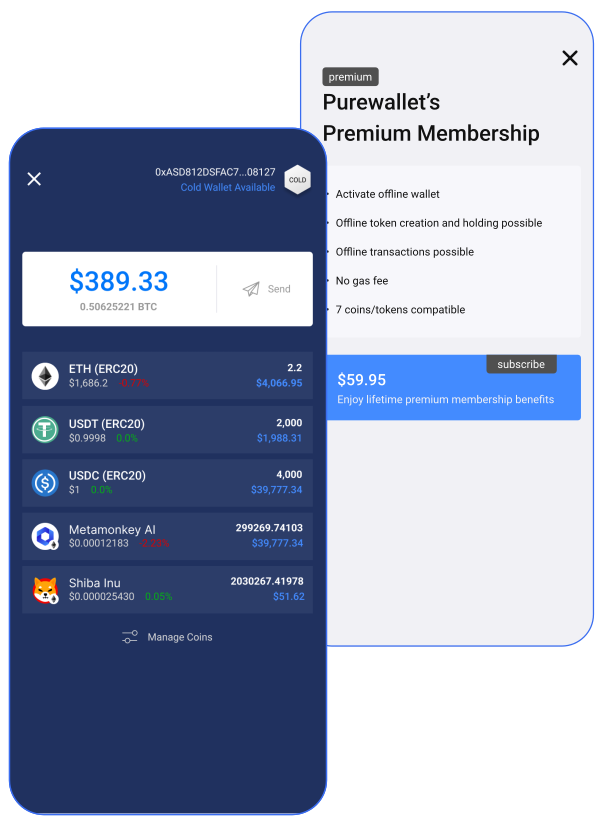 premium
Purewallet's
Premium Membership
Activate offline wallet
Offline token creation and holding possible
Offline transactions possible
No gas fee
7 coins/tokens compatible
subscribe
$59.95
Enjoy lifetime premium membership benefits
0xASD812DSFAC7...08127
Cold Wallet Available
COLD
$389.33
0.50625221 BTC
Send
ETH (ERC20) 2.2
$1,686.2 -0.77% $4,066.95
USDT (ERC20) 2,000
$0.9998 0.0% $1,988.31
USDC (ERC20) 4,000
$1 0.0% $39,777.34
Metamonkey AI 299269.74103
$0.00012183 $39,777.34
Shiba Inu 2030267.41978
$0.000025430 0.05% $51.62
Manage Coins